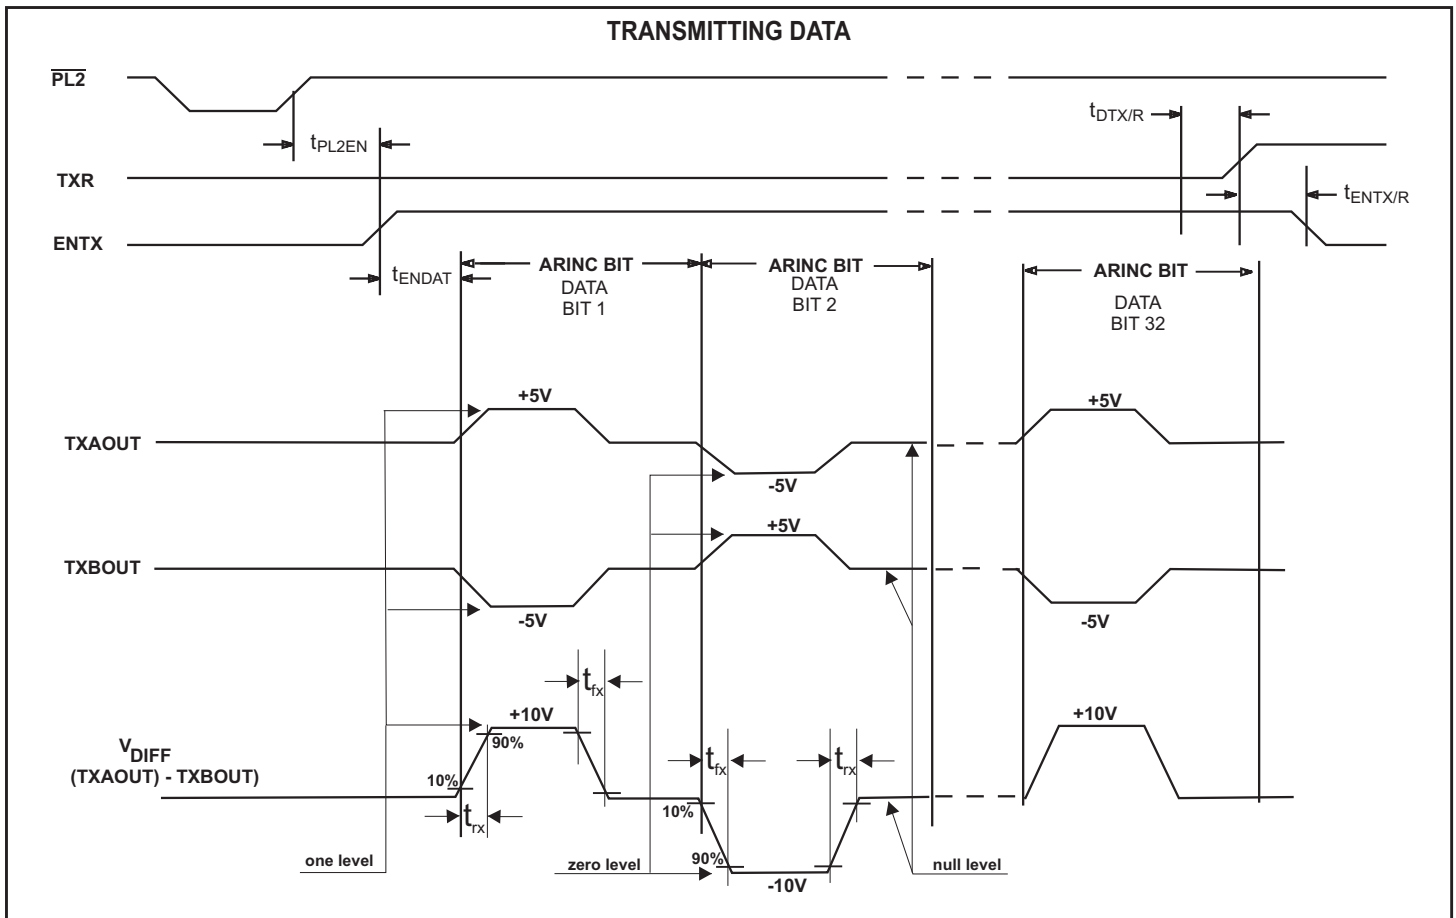 TRANSMITTING DATA
PL2
tDTX/R
tPL2EN
TXR
tENTX/R
ENTX
tENDAT
ARINC BIT
DATA
BIT 1
ARINC BIT
DATA
BIT 2
ARINC BIT
DATA
BIT 32
+5V
+5V
TXAOUT
-5V
+5V
TXBOUT
-5V
-5V
tfx
+10V
+10V
90%
VDIFF
(TXAOUT) - TXBOUT)
10%
tfx
trx
trx
10%
one level
zero level
90%
null level
-10V